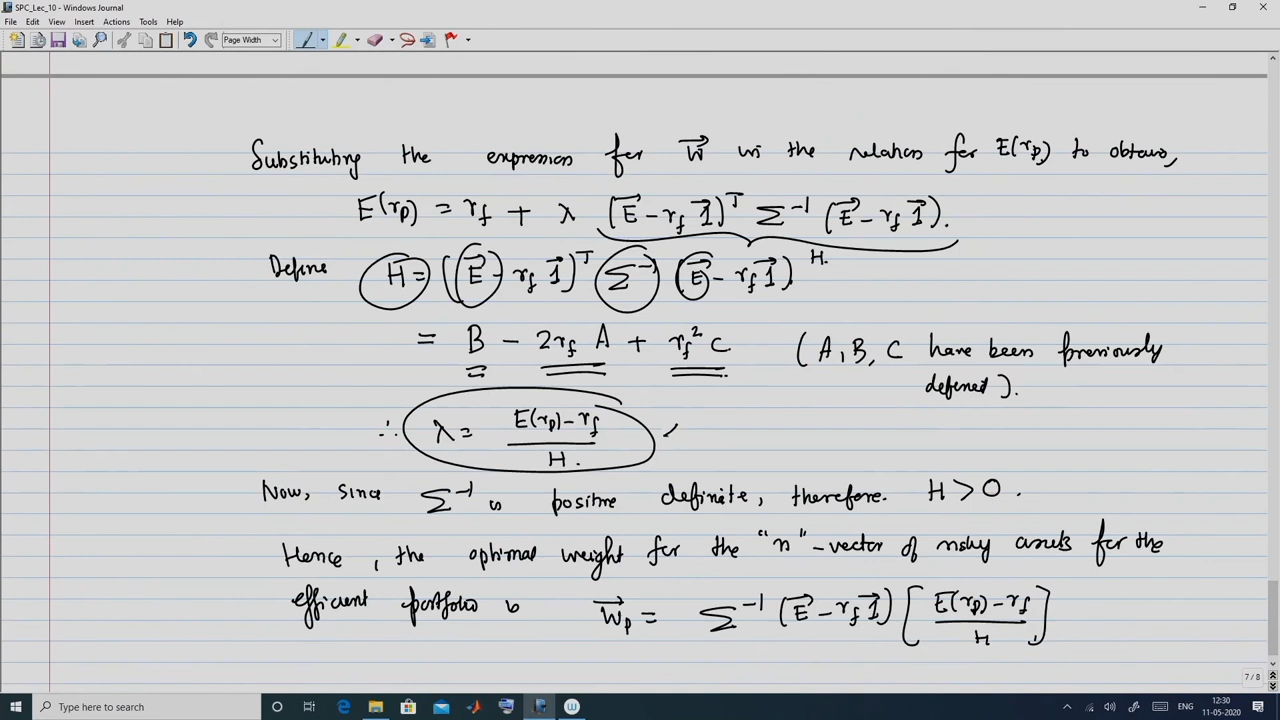 SPC_Lec_10 - Windows Journal
File Edit View Insert Actions Tools Help
Page Width
Substituting the expression for W⃗ in the relation for E(rp) to obtain,
E(rp) = rf + λ (E⃗ - rf 1⃗)ᵀ Σ⁻¹ (E⃗ - rf 1⃗).
H.
Define H = (E⃗ - rf 1⃗)ᵀ Σ⁻¹ (E⃗ - rf 1⃗)
= B - 2rf A + rf² C (A, B, C have been previously
defined).
∴ λ = E(rp) - rf / H. ✓
Now, since Σ⁻¹ is positive definite, therefore. H > 0.
Hence, the optimal weight for the "n"-vector of risky assets for the
efficient portfolio is W⃗p = Σ⁻¹ (E⃗ - rf 1⃗) [E(rp) - rf / H]
7 / 8
Type here to search
ENG
12:30
11-05-2020